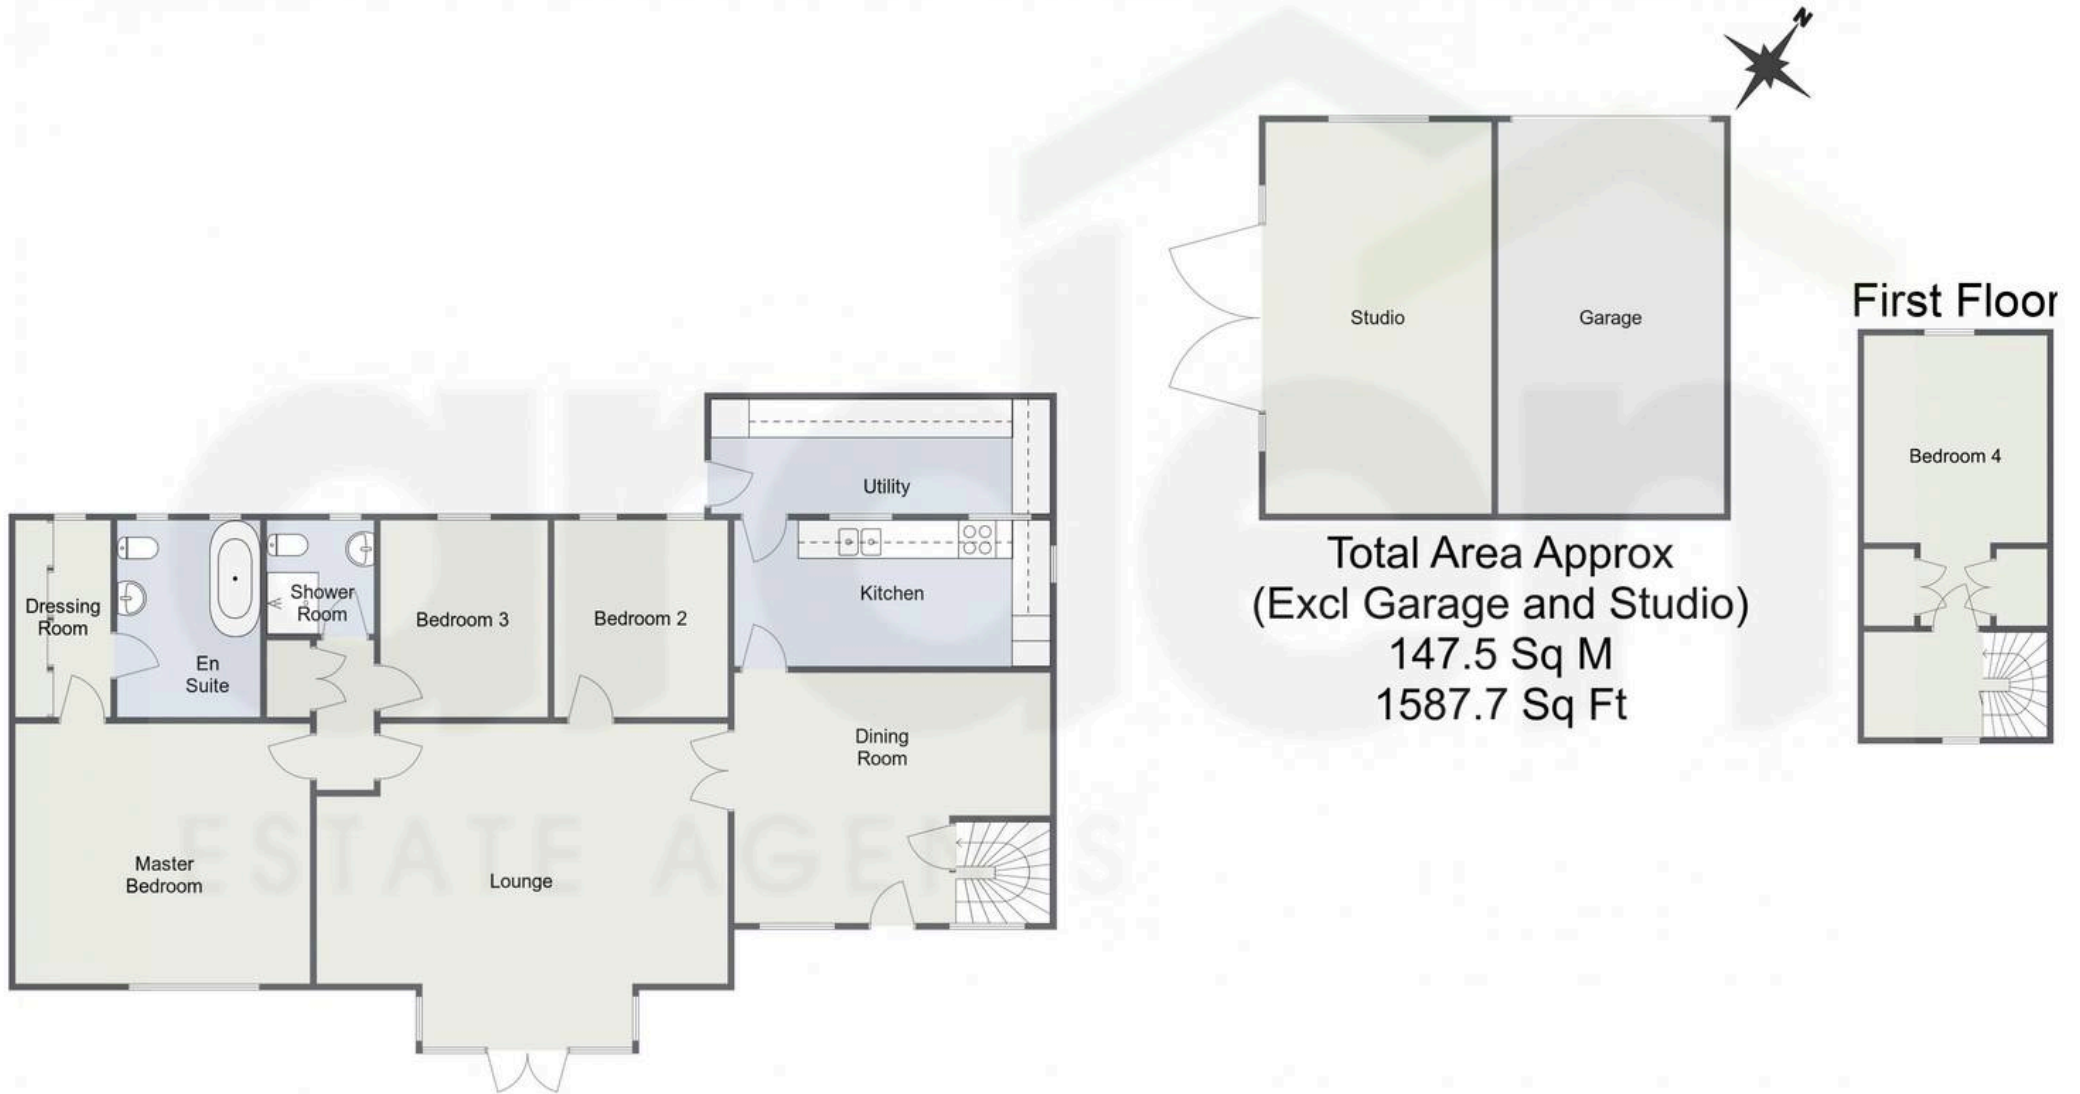 N
First Floor
Studio
Garage
Bedroom 4
Utility
Kitchen
Dressing
Room
Shower
Room
En
Suite
Bedroom 3
Bedroom 2
Total Area Approx
(Excl Garage and Studio)
147.5 Sq M
1587.7 Sq Ft
Dining
Room
Master
Bedroom
Lounge
arden
ESTATE AGENTS